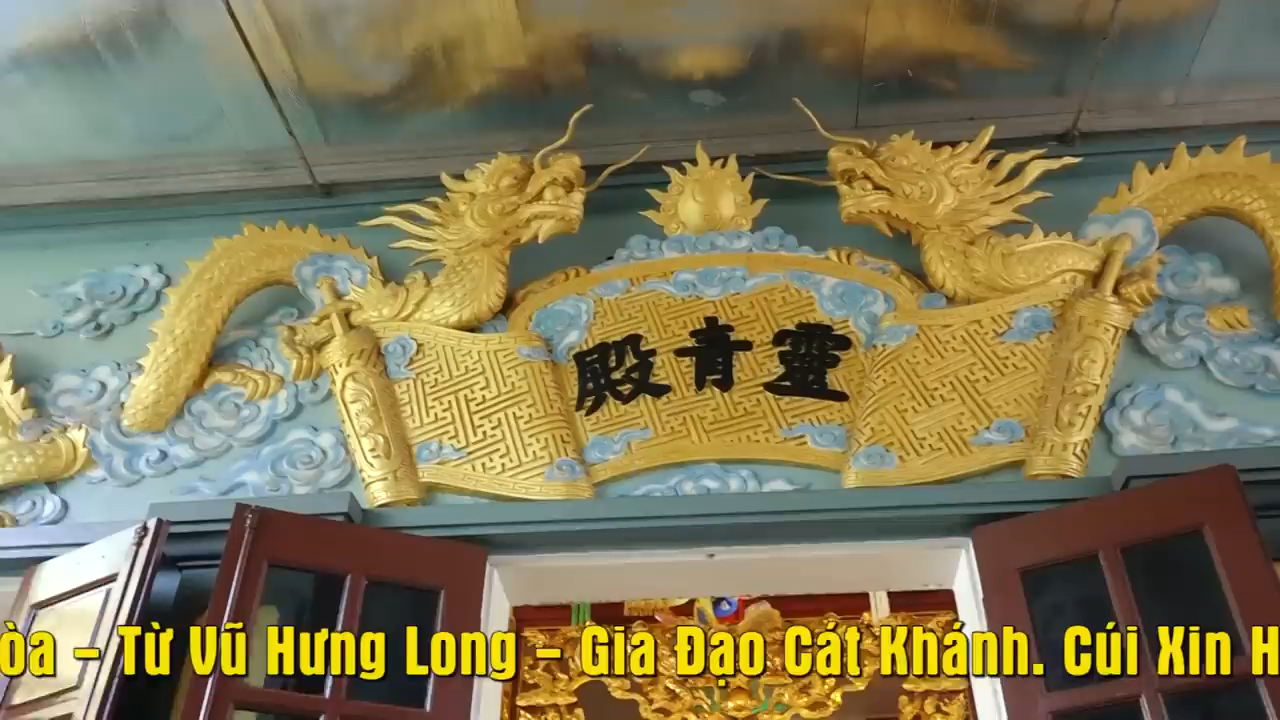 靈青殿
òa - Từ Vũ Hưng Long - Gia Đạo Cát Khánh. Cúi Xin H